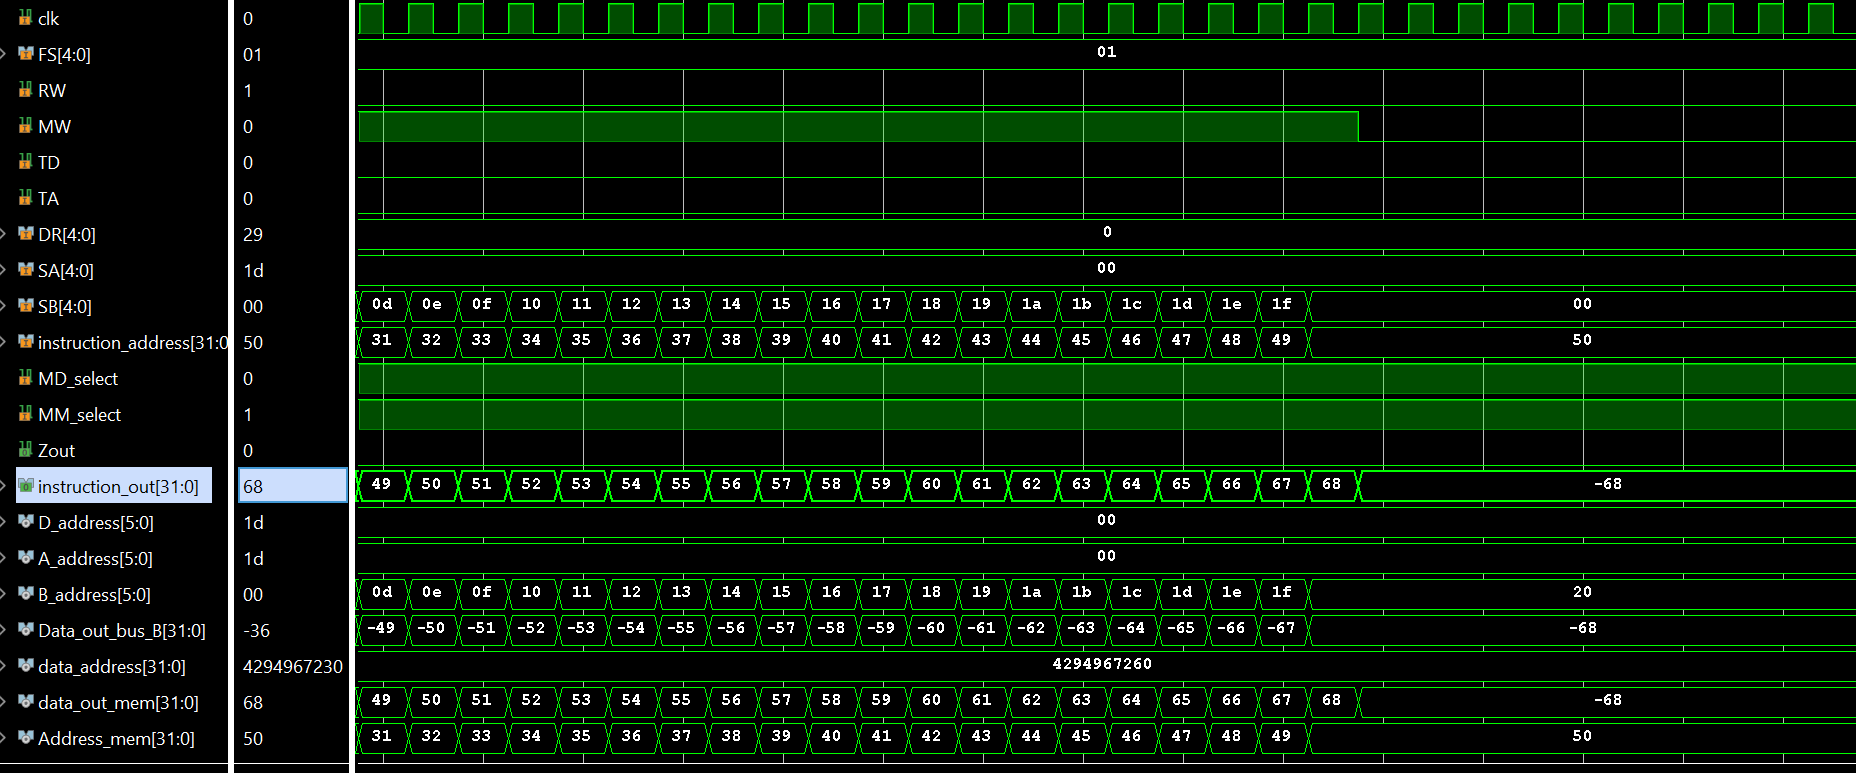 clk 0
FS[4:0] 01 01
RW 1
MW 0
TD 0
TA 0
DR[4:0] 29 0
SA[4:0] 1d 00
SB[4:0] 00 0d 0e 0f 10 11 12 13 14 15 16 17 18 19 1a 1b 1c 1d 1e 1f 00
instruction_address[31:0 50 31 32 33 34 35 36 37 38 39 40 41 42 43 44 45 46 47 48 49 50
MD_select 0
MM_select 1
Zout 0
instruction_out[31:0] 68 49 50 51 52 53 54 55 56 57 58 59 60 61 62 63 64 65 66 67 68 -68
D_address[5:0] 1d 00
A_address[5:0] 1d 00
B_address[5:0] 00 0d 0e 0f 10 11 12 13 14 15 16 17 18 19 1a 1b 1c 1d 1e 1f 20
Data_out_bus_B[31:0] -36 -49 -50 -51 -52 -53 -54 -55 -56 -57 -58 -59 -60 -61 -62 -63 -64 -65 -66 -67 -68
data_address[31:0] 4294967230 4294967260
data_out_mem[31:0] 68 49 50 51 52 53 54 55 56 57 58 59 60 61 62 63 64 65 66 67 68 -68
Address_mem[31:0] 50 31 32 33 34 35 36 37 38 39 40 41 42 43 44 45 46 47 48 49 50